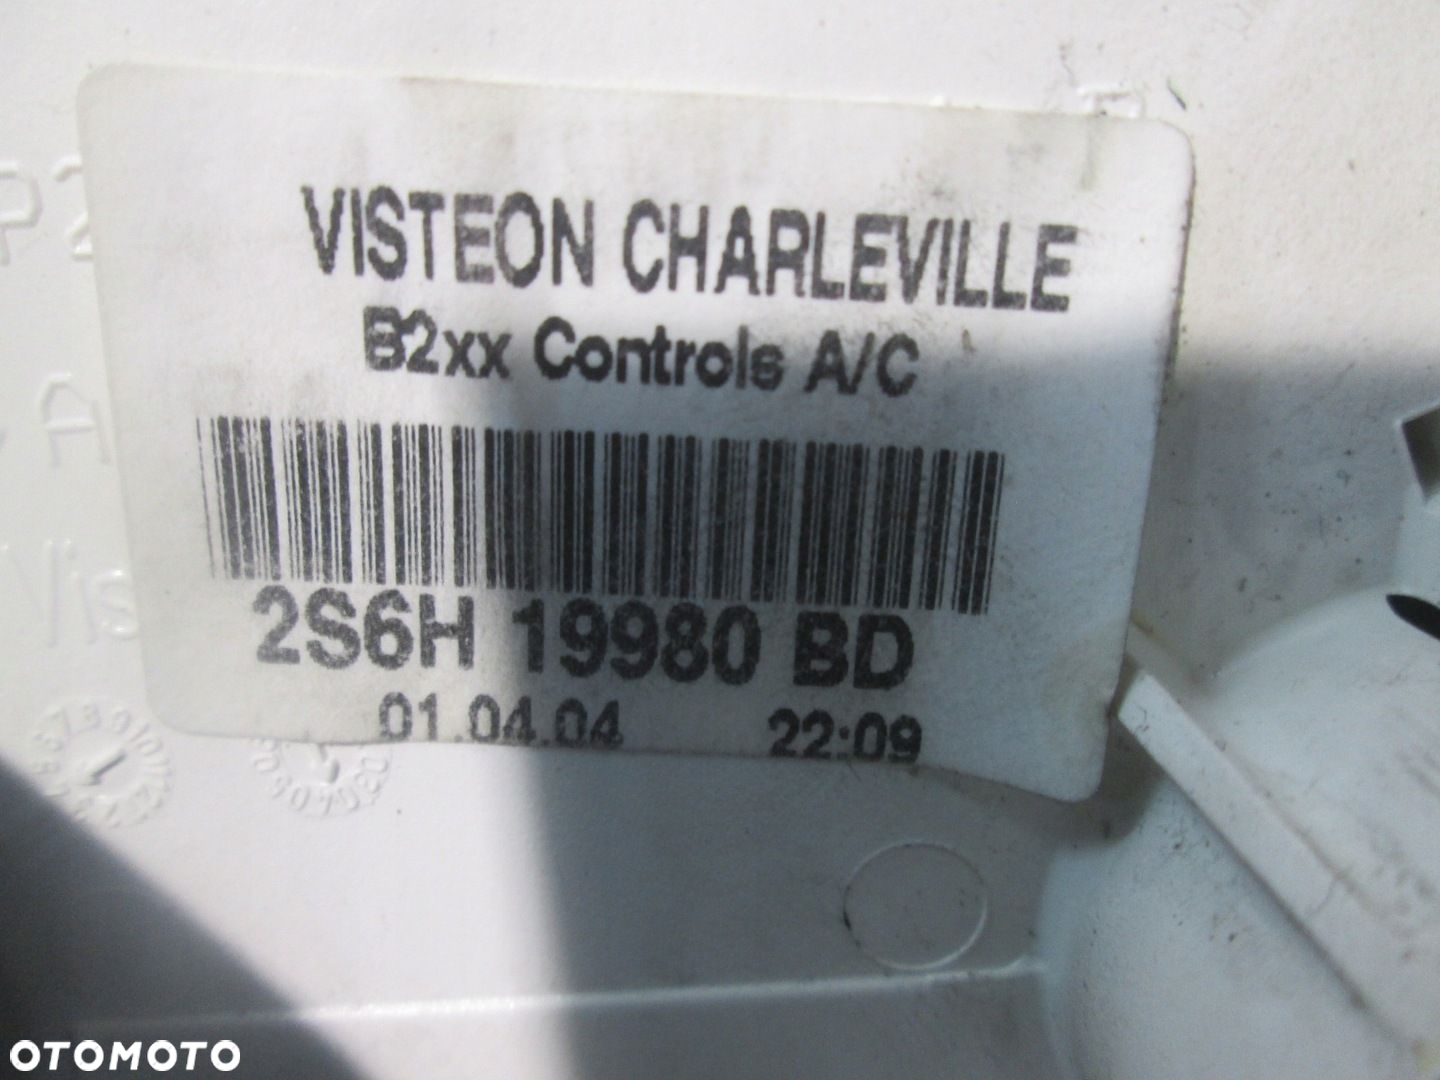 VISTEON CHARLEVILLE
B2xx Controls A/C
2S6H 19980 BD
01.04.04 22:09
OTOMOTO